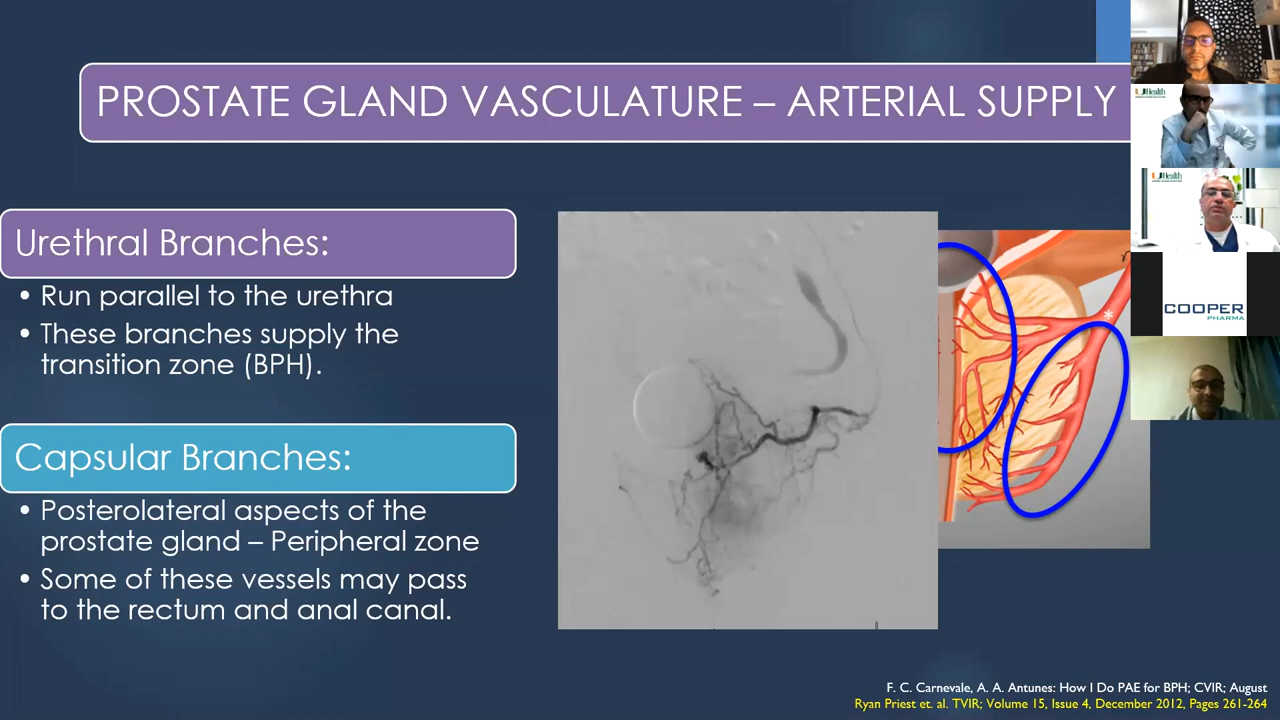 PROSTATE GLAND VASCULATURE – ARTERIAL SUPPLY
Urethral Branches:
• Run parallel to the urethra
• These branches supply the
transition zone (BPH).
Capsular Branches:
• Posterolateral aspects of the
prostate gland – Peripheral zone
• Some of these vessels may pass
to the rectum and anal canal.
*
F. C. Carnevale, A. A. Antunes: How I Do PAE for BPH; CVIR; August
Ryan Priest et. al. TVIR; Volume 15, Issue 4, December 2012, Pages 261-264
UHealth
UHealth
COOPER
PHARMA